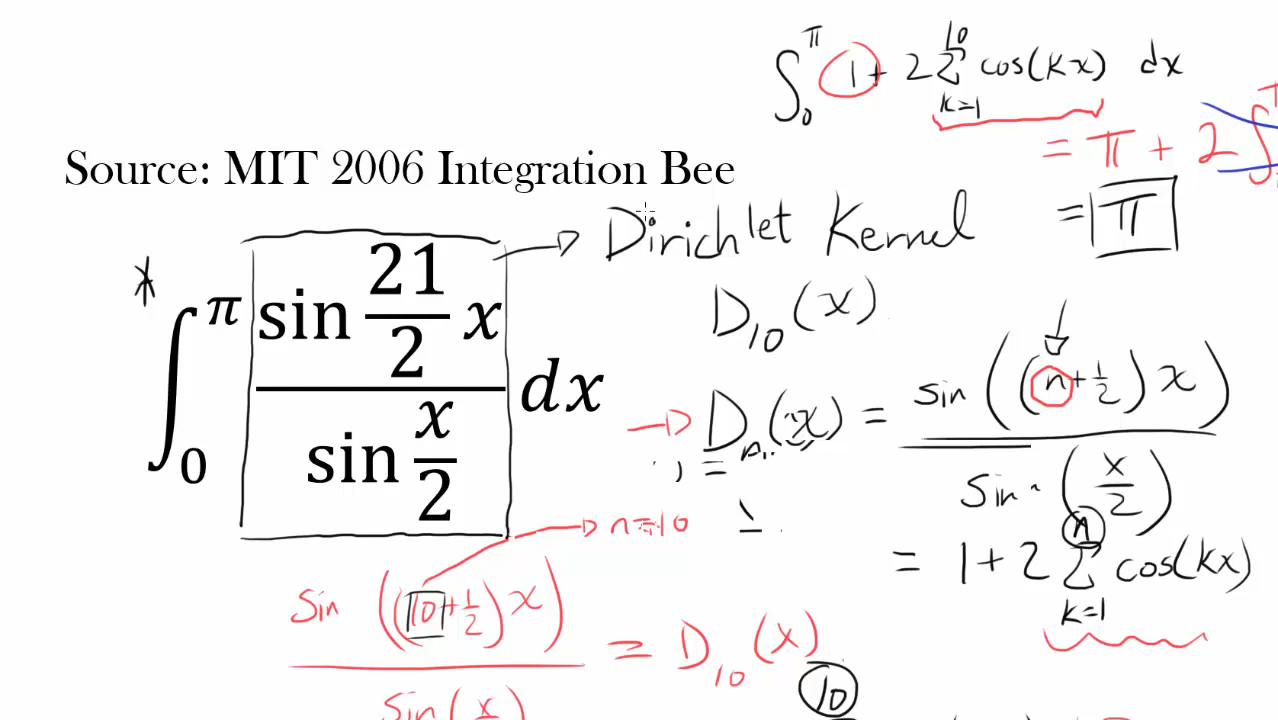 ∫₀^π 1 + 2 Σ_{k=1}^{10} cos(kx) dx
= π + 2 ∫
= π
Source: MIT 2006 Integration Bee
Dirichlet Kernel
D₁₀(x)
* ∫₀^π (sin 21/2 x)/(sin x/2) dx
Dₙ(x) = sin((n+1/2)x)/sin(x/2)
= 1 + 2 Σ_{k=1}^{n} cos(kx)
n=10
sin((10+1/2)x)/sin(x/ = D₁₀(x)
10